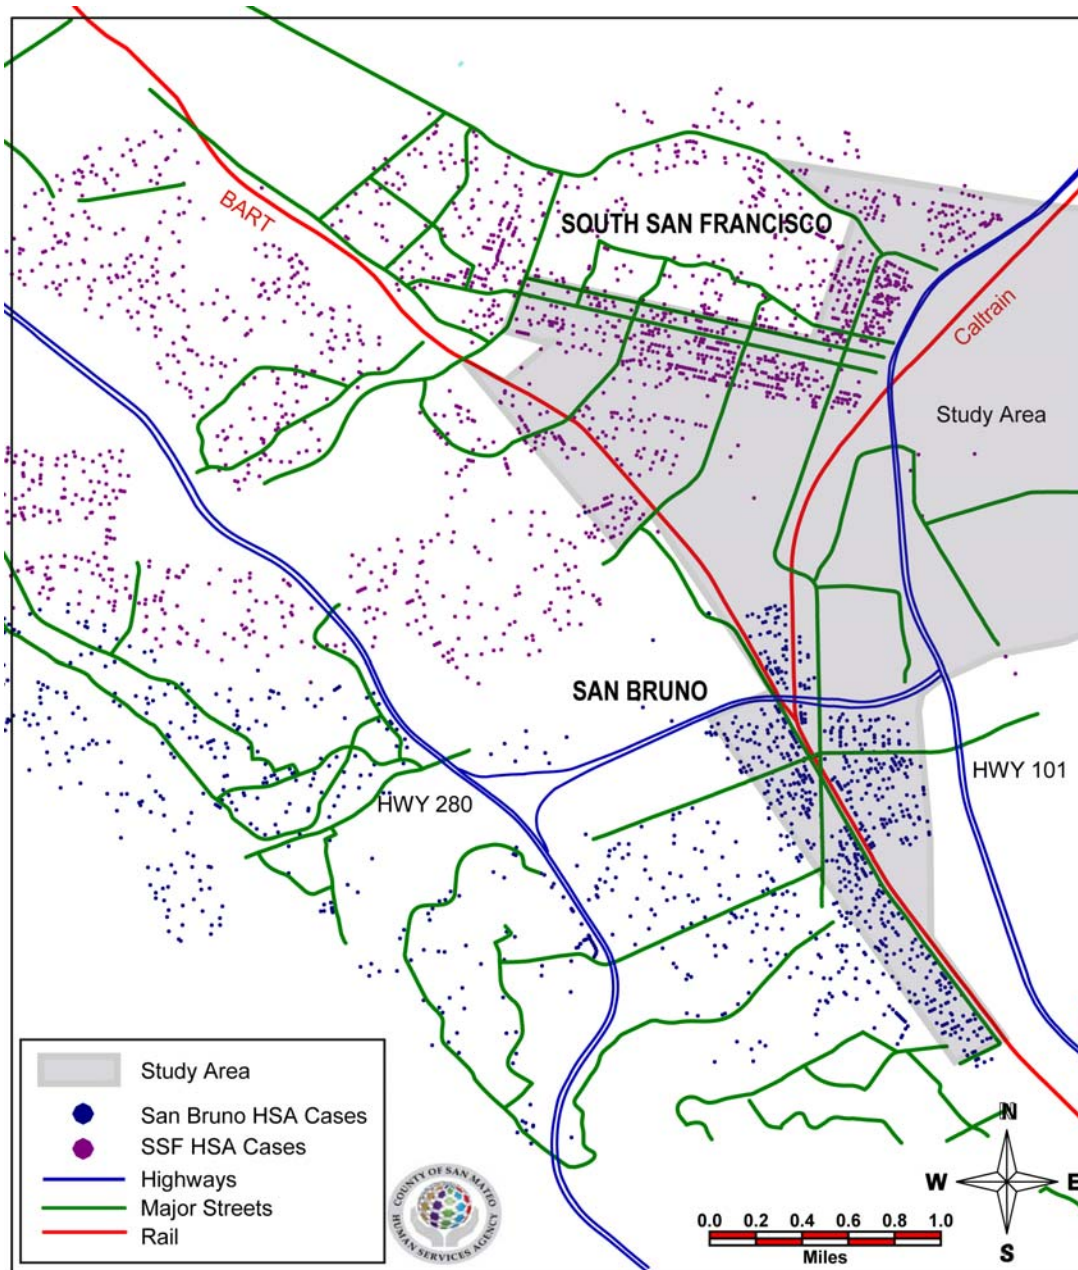 SOUTH SAN FRANCISCO
BART
Caltrain
Study Area
SAN BRUNO
HWY 101
HWY 280
Study Area
San Bruno HSA Cases
SSF HSA Cases
Highways
Major Streets
Rail
COUNTY OF SAN MATEO
HUMAN SERVICES AGENCY
N
W
E
S
0.0 0.2 0.4 0.6 0.8 1.0
Miles